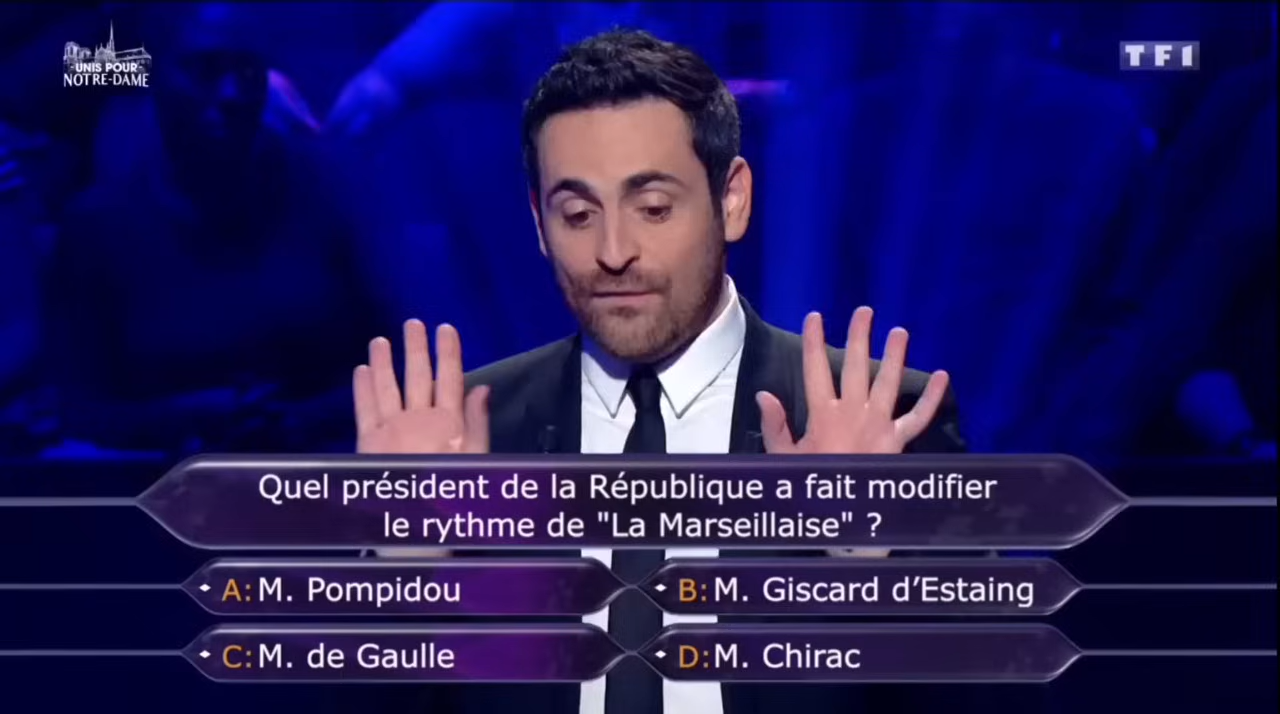 UNIS POUR
NOTRE-DAME
TF1
Quel président de la République a fait modifier
le rythme de "La Marseillaise" ?
A: M. Pompidou
B: M. Giscard d’Estaing
C: M. de Gaulle
D: M. Chirac